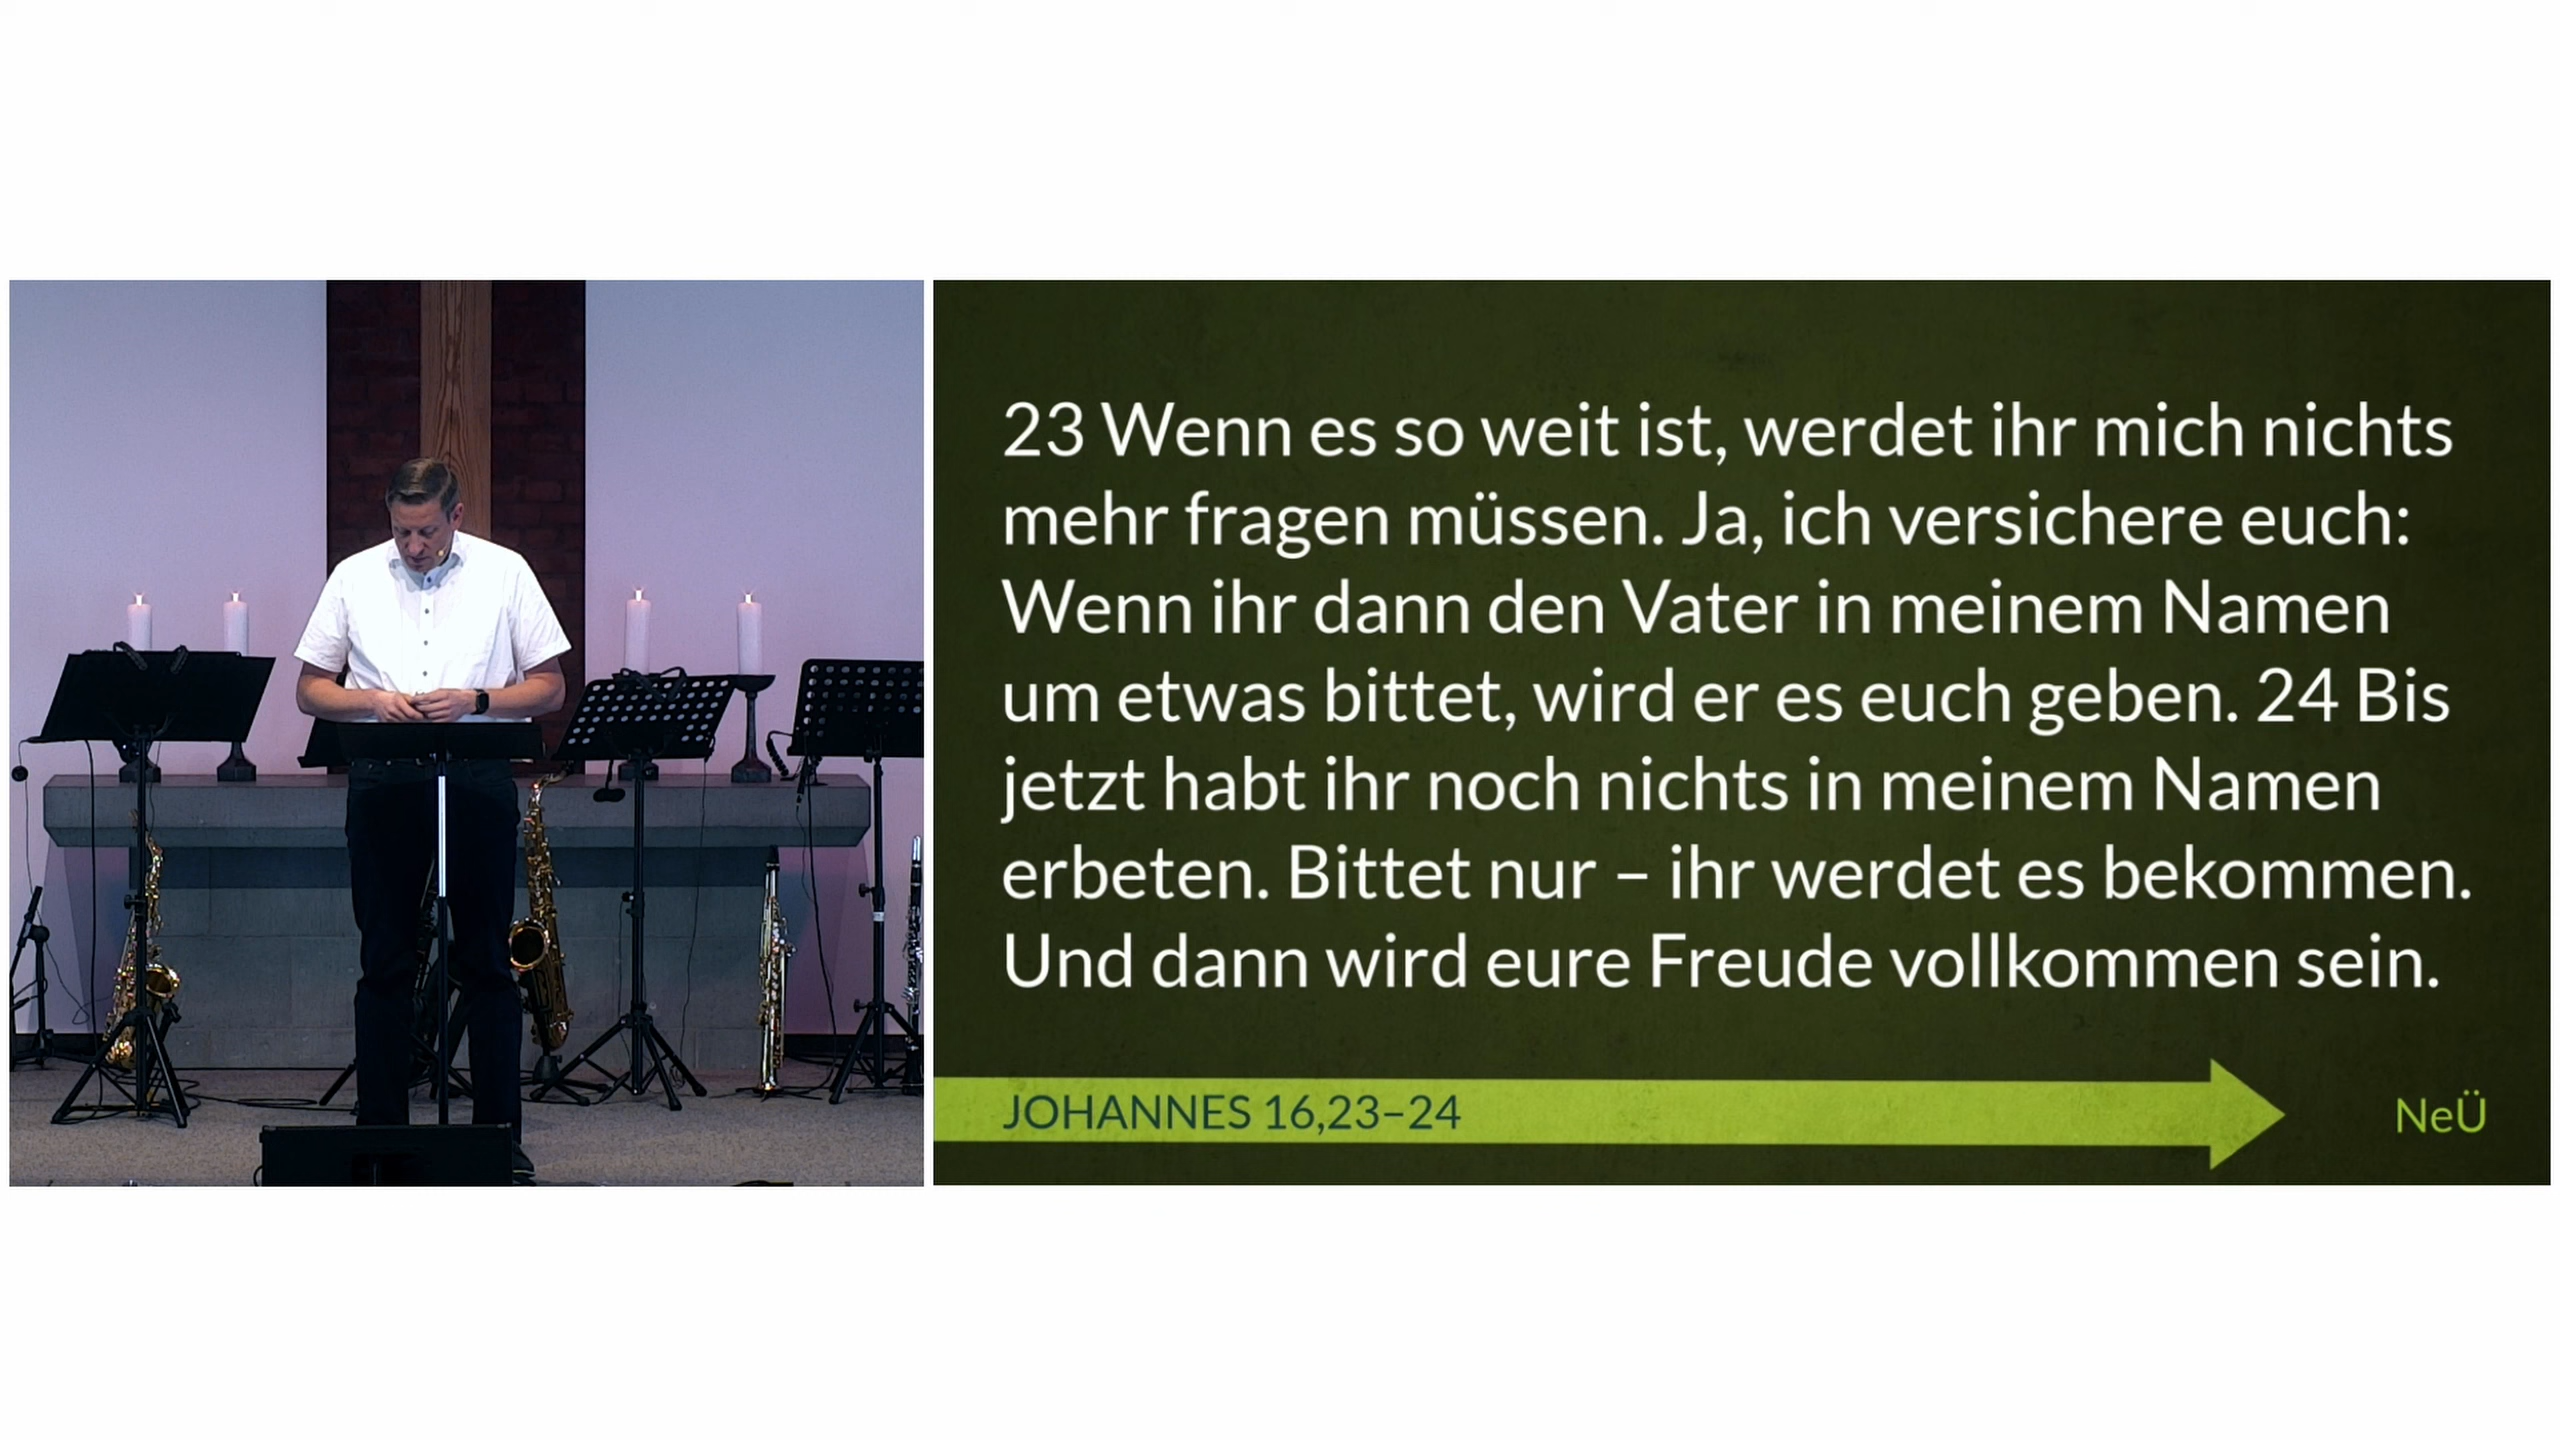 23 Wenn es so weit ist, werdet ihr mich nichts
mehr fragen müssen. Ja, ich versichere euch:
Wenn ihr dann den Vater in meinem Namen
um etwas bittet, wird er es euch geben. 24 Bis
jetzt habt ihr noch nichts in meinem Namen
erbeten. Bittet nur – ihr werdet es bekommen.
Und dann wird eure Freude vollkommen sein.
JOHANNES 16,23–24
NeÜ